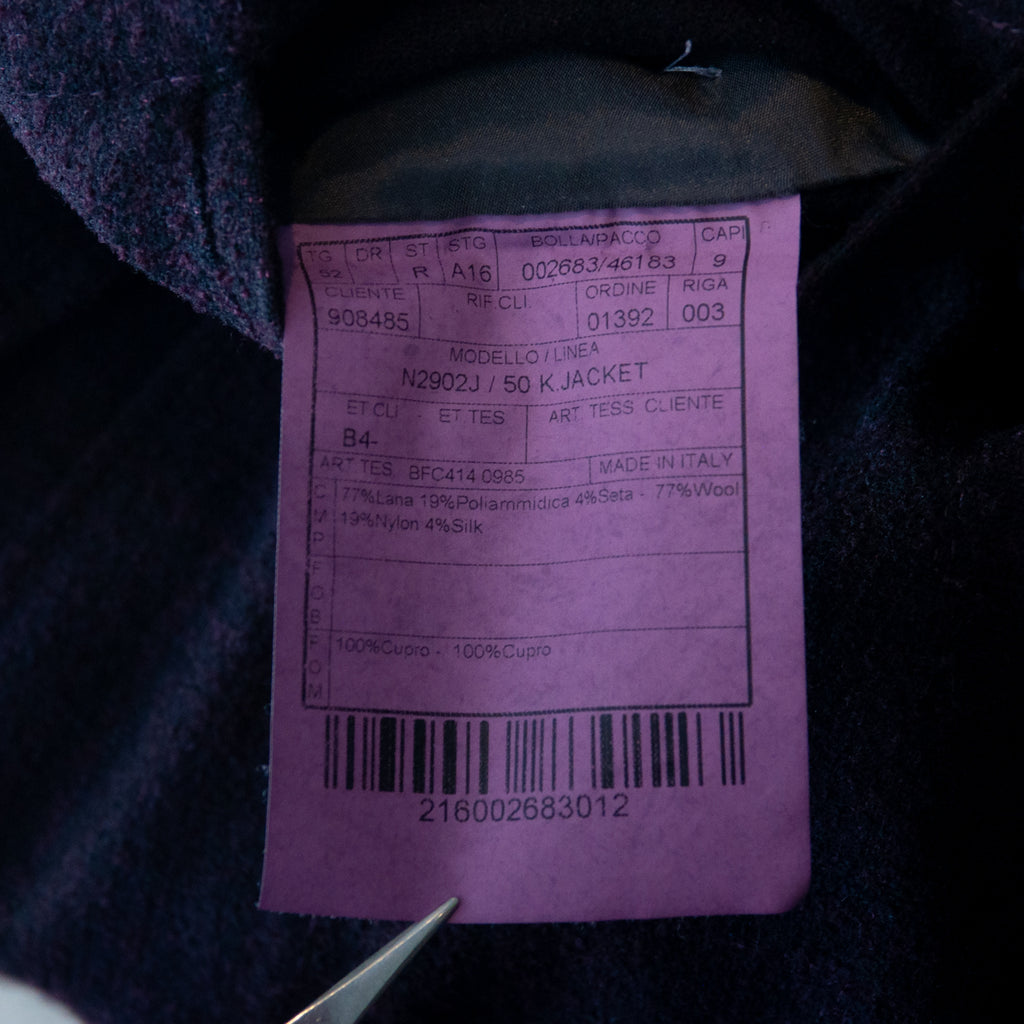 TG DR ST STG BOLLA/PACCO CAPI
52 R A16 002683/46183 9
CLIENTE RIF.CLI. ORDINE RIGA
908485 01392 003
MODELLO / LINEA
N2902J / 50 K.JACKET
ET CLI - ET.TES ART. TESS CLIENTE
B4-
ART TES. BFC414 0985 MADE IN ITALY
C 77%Lana 19%Poliammidica 4%Seta - 77%Wool
M 19%Nylon 4%Silk
P
F
O
B
F 100%Cupro - 100%Cupro
O
M
216002683012